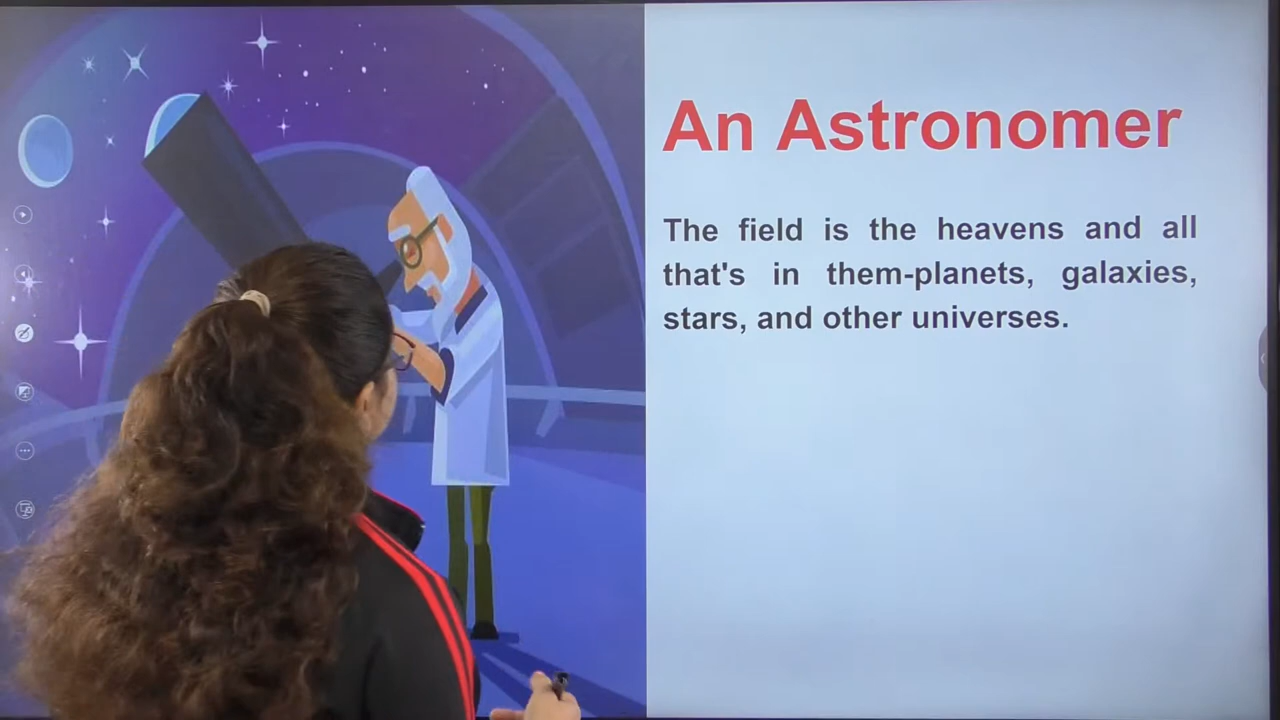 An Astronomer
The field is the heavens and all
that's in them-planets, galaxies,
stars, and other universes.